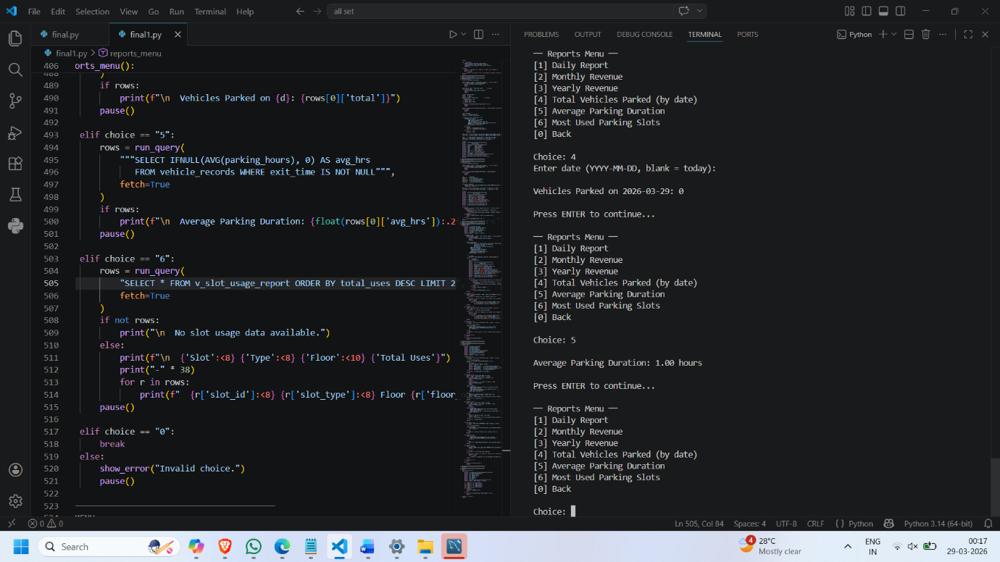 File Edit Selection View Go Run Terminal Help
all set
final.py
final1.py
final1.py > reports_menu
406 orts_menu():
488 )
489 if rows:
490 print(f"\n  Vehicles Parked on {d}: {rows[0]['total']}")
491 pause()
492
493 elif choice == "5":
494 rows = run_query(
495 """SELECT IFNULL(AVG(parking_hours), 0) AS avg_hrs
496 FROM vehicle_records WHERE exit_time IS NOT NULL""",
497 fetch=True
498 )
499 if rows:
500 print(f"\n  Average Parking Duration: {float(rows[0]['avg_hrs']):.2
501 pause()
502
503 elif choice == "6":
504 rows = run_query(
505 "SELECT * FROM v_slot_usage_report ORDER BY total_uses DESC LIMIT 2
506 fetch=True
507 )
508 if not rows:
509 print("\n  No slot usage data available.")
510 else:
511 print(f"\n  {'Slot':<8} {'Type':<8} {'Floor':<10} {'Total Uses'}")
512 print("-" * 38)
513 for r in rows:
514 print(f"  {r['slot_id']:<8} {r['slot_type']:<8} Floor {r['floor_
515 pause()
516
517 elif choice == "0":
518 break
519 else:
520 show_error("Invalid choice.")
521 pause()
522
523
PROBLEMS OUTPUT DEBUG CONSOLE TERMINAL PORTS
Python
── Reports Menu ──
[1] Daily Report
[2] Monthly Revenue
[3] Yearly Revenue
[4] Total Vehicles Parked (by date)
[5] Average Parking Duration
[6] Most Used Parking Slots
[0] Back
Choice: 4
Enter date (YYYY-MM-DD, blank = today):
Vehicles Parked on 2026-03-29: 0
Press ENTER to continue...
── Reports Menu ──
[1] Daily Report
[2] Monthly Revenue
[3] Yearly Revenue
[4] Total Vehicles Parked (by date)
[5] Average Parking Duration
[6] Most Used Parking Slots
[0] Back
Choice: 5
Average Parking Duration: 1.00 hours
Press ENTER to continue...
── Reports Menu ──
[1] Daily Report
[2] Monthly Revenue
[3] Yearly Revenue
[4] Total Vehicles Parked (by date)
[5] Average Parking Duration
[6] Most Used Parking Slots
[0] Back
Choice:
0 0
Ln 505, Col 84 Spaces: 4 UTF-8 CRLF {} Python Python 3.14 (64-bit)
Search
4
28°C
Mostly clear
ENG
IN
00:17
29-03-2026